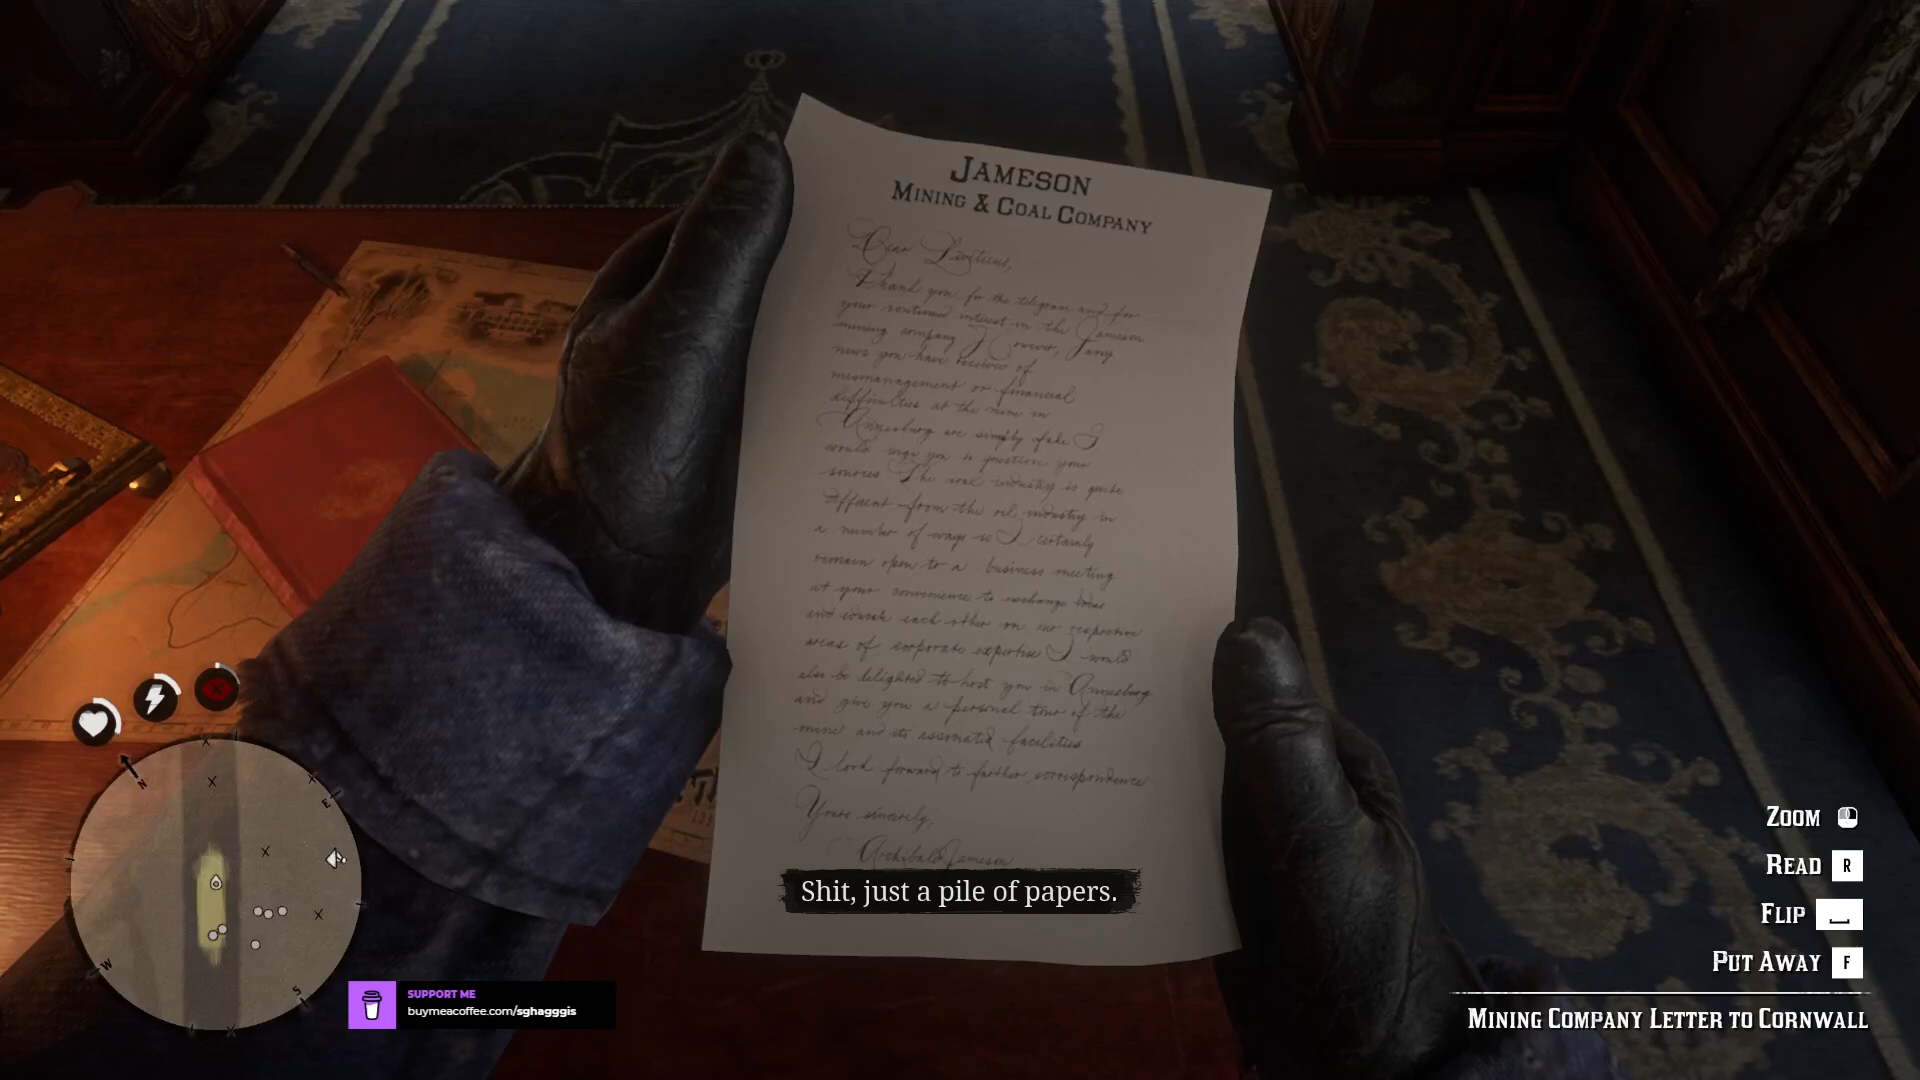 JAMESON
MINING & COAL COMPANY
Dear Leviticus,
Thank you for the telegram and for
your continued interest in the Jameson
mining company However, I any
news you have received of
mismanagement or financial
difficulties at the mine in
Annesburg are simply fake I
would urge you to question your
sources The coal industry is quite
different from the oil industry in
a number of ways so I certainly
remain open to a business meeting
at your convenience to exchange ideas
and educate each other on our respective
areas of corporate expertise I would
also be delighted to host you in Annesburg
and give you a personal tour of the
mine and its associated facilities
I look forward to further correspondence
Yours sincerely,
Archibald Jameson
Shit, just a pile of papers.
ZOOM
READ R
FLIP
PUT AWAY F
MINING COMPANY LETTER TO CORNWALL
N
E
W
S
SUPPORT ME
buymeacoffee.com/sghagggis